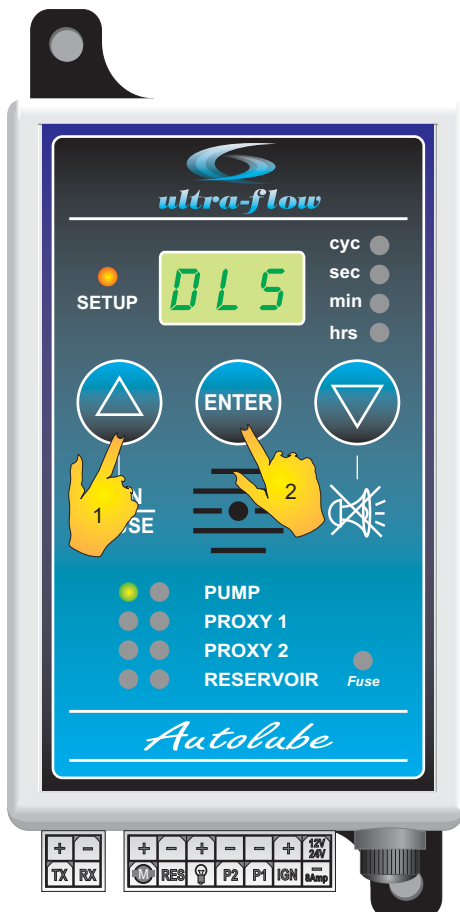 ultra-flow
cyc
sec
min
hrs
SETUP
DLS
ENTER
1
2
N
SE
PUMP
PROXY 1
PROXY 2
RESERVOIR
Fuse
Autolube
+ − + − + − − + 12V 24V
TX RX M RES P2 P1 IGN − 8Amp